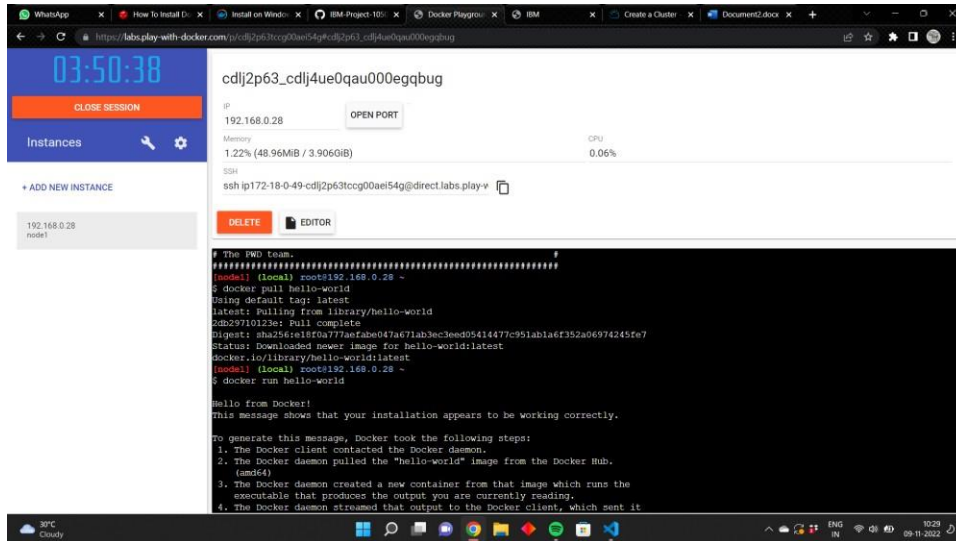 WhatsApp
How To Install Do
Install on Window
IBM-Project-105
Docker Playgrou
IBM
Create a Cluster
Document2.docx
https://labs.play-with-docker.com/p/cdlj2p63tccg00aei54g#cdlj2p63_cdlj4ue0qau000egqbug
03:50:38
CLOSE SESSION
Instances
+ ADD NEW INSTANCE
192.168.0.28
node1
cdlj2p63_cdlj4ue0qau000egqbug
IP
192.168.0.28
OPEN PORT
Memory
1.22% (48.96MiB / 3.906GiB)
CPU
0.06%
SSH
ssh ip172-18-0-49-cdlj2p63tccg00aei54g@direct.labs.play-w
DELETE
EDITOR
# The PWD team. #
###############################################################
[node1] (local) root@192.168.0.28 ~
$ docker pull hello-world
Using default tag: latest
latest: Pulling from library/hello-world
2db29710123e: Pull complete
Digest: sha256:e18f0a777aefabe047a671ab3ec3eed05414477c951ab1a6f352a06974245fe7
Status: Downloaded newer image for hello-world:latest
docker.io/library/hello-world:latest
[node1] (local) root@192.168.0.28 ~
$ docker run hello-world
Hello from Docker!
This message shows that your installation appears to be working correctly.
To generate this message, Docker took the following steps:
1. The Docker client contacted the Docker daemon.
2. The Docker daemon pulled the "hello-world" image from the Docker Hub.
(amd64)
3. The Docker daemon created a new container from that image which runs the
executable that produces the output you are currently reading.
4. The Docker daemon streamed that output to the Docker client, which sent it
30°C
Cloudy
ENG
IN
10:29
09-11-2022